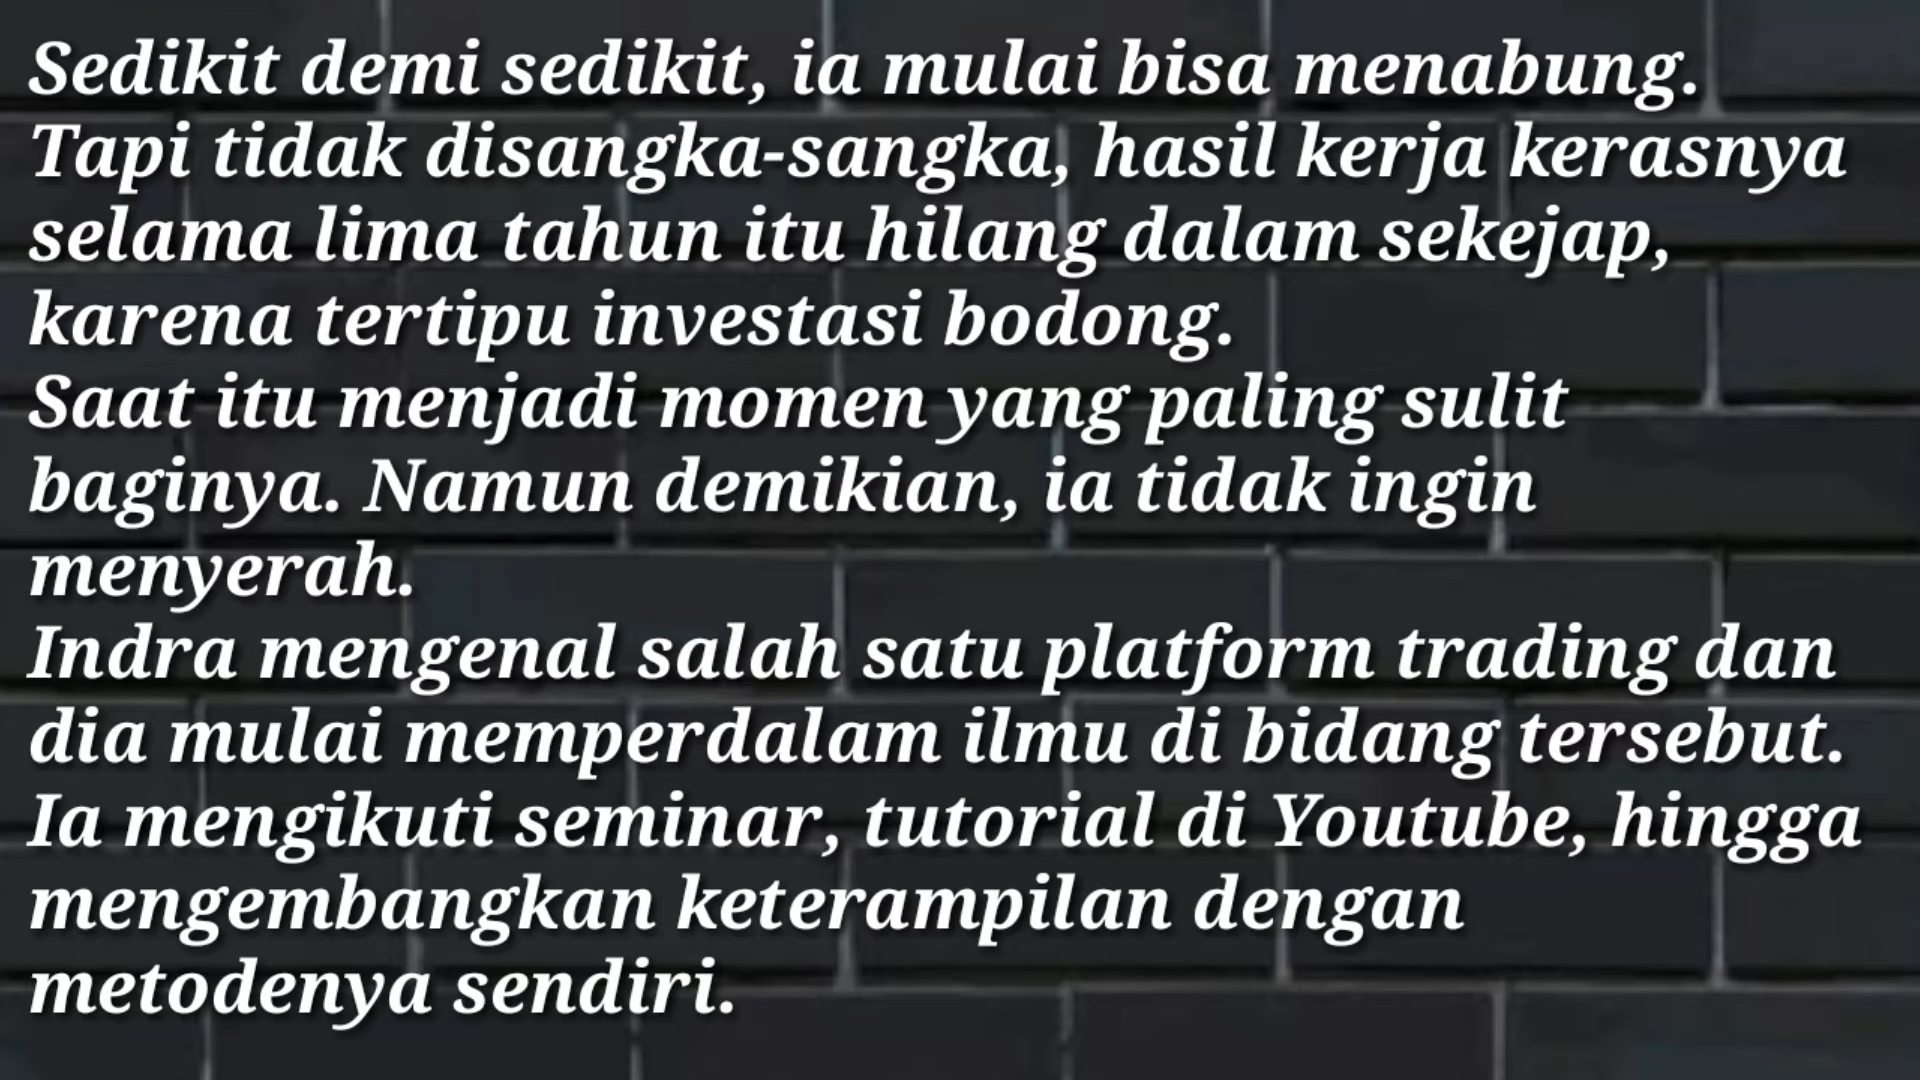 Sedikit demi sedikit, ia mulai bisa menabung.
Tapi tidak disangka-sangka, hasil kerja kerasnya
selama lima tahun itu hilang dalam sekejap,
karena tertipu investasi bodong.
Saat itu menjadi momen yang paling sulit
baginya. Namun demikian, ia tidak ingin
menyerah.
Indra mengenal salah satu platform trading dan
dia mulai memperdalam ilmu di bidang tersebut.
Ia mengikuti seminar, tutorial di Youtube, hingga
mengembangkan keterampilan dengan
metodenya sendiri.